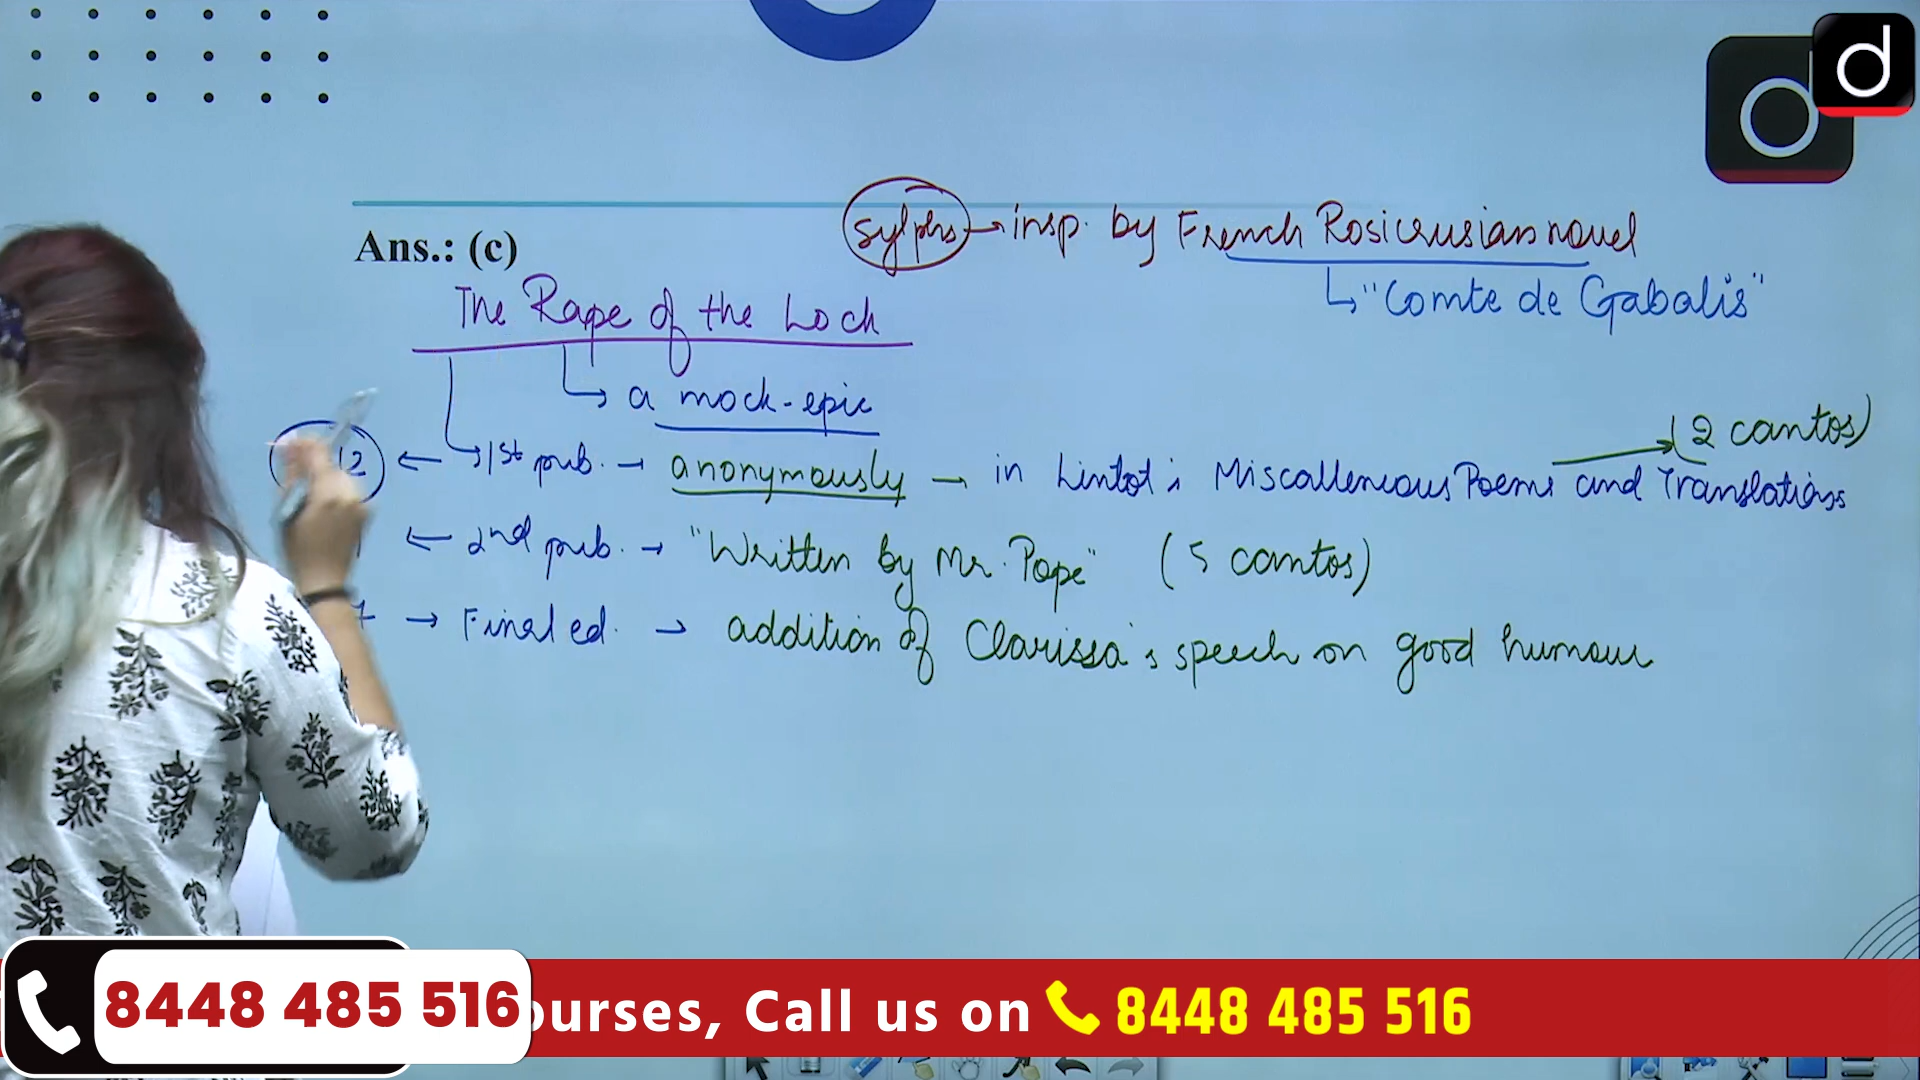 d
Ans.: (c)
sylphs → insp. by French Rosicrusian novel
↳ "Comte de Gabalis"
The Rape of the Lock
↳ a mock-epic
(2 cantos)
12 ← 1st pub. → anonymously → in Lintot's Miscalleneous Poems and Translations
← 2nd pub. → "Written by Mr. Pope" (5 cantos)
→ Final ed. → addition of Clarissa's speech on good humour
8448 485 516
ourses, Call us on 8448 485 516